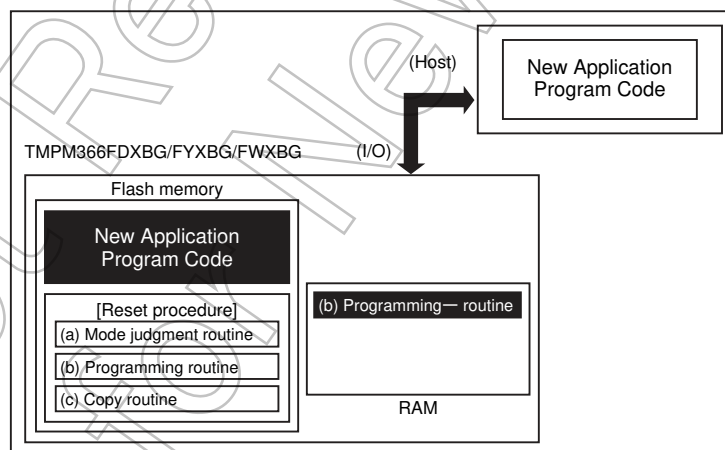 (Host)
New Application
Program Code
TMPM366FDXBG/FYXBG/FWXBG
(I/O)
Flash memory
New Application
Program Code
[Reset procedure]
(a) Mode judgment routine
(b) Programming routine
(c) Copy routine
(b) Programming— routine
RAM